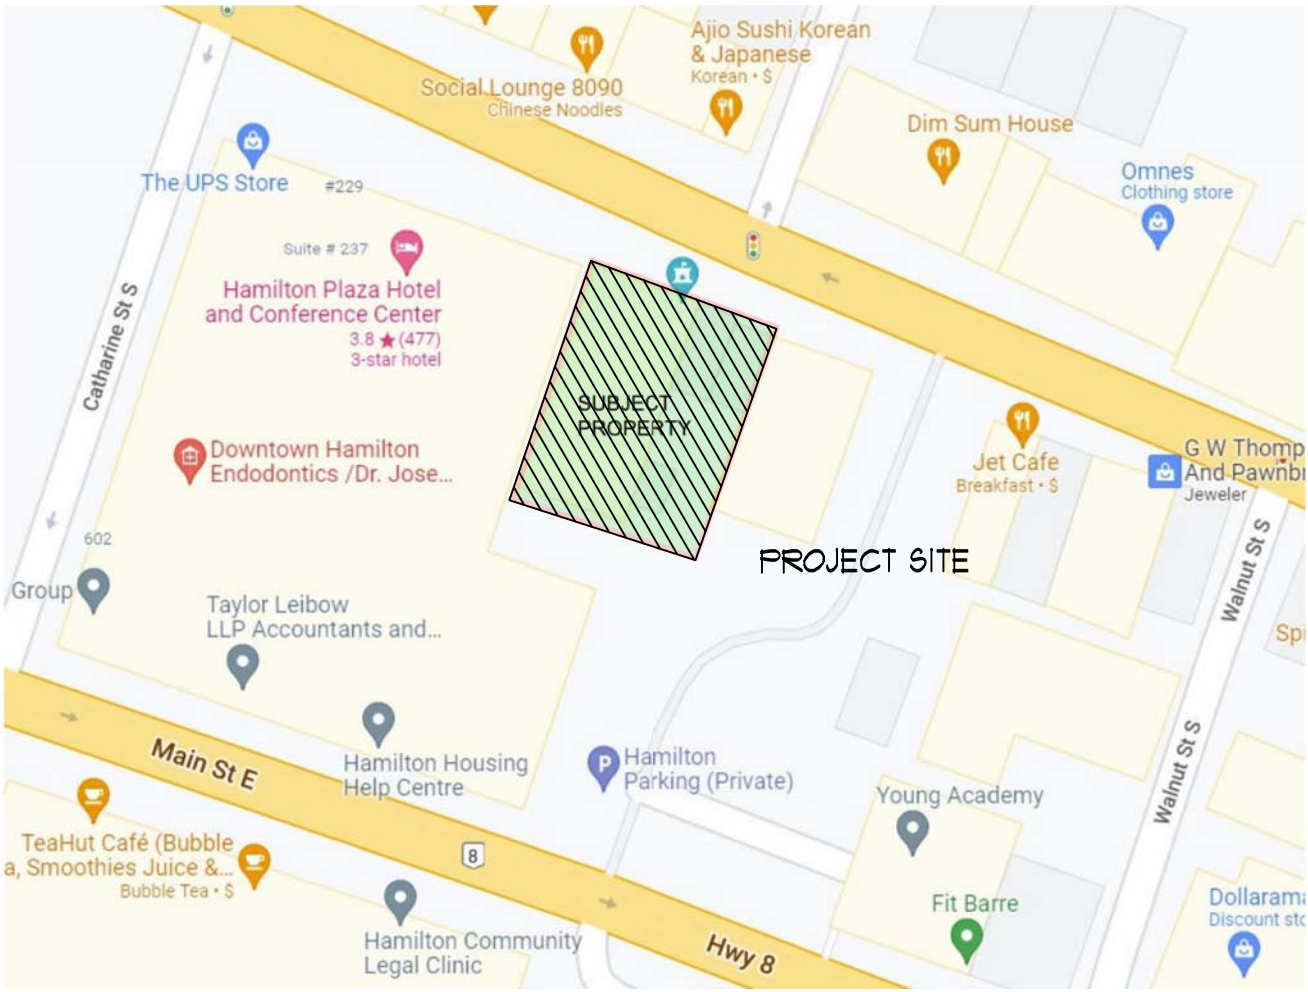 Ajio Sushi Korean
& Japanese
Korean • $
Social Lounge 8090
Chinese Noodles
Dim Sum House
Omnes
Clothing store
The UPS Store
#229
Suite # 237
Hamilton Plaza Hotel
and Conference Center
3.8 ★ (477)
3-star hotel
Catharine St S
SUBJECT
PROPERTY
Downtown Hamilton
Endodontics /Dr. Jose...
Jet Cafe
Breakfast • $
G W Thomp
And Pawnbr
Jeweler
602
PROJECT SITE
Walnut St S
Group
Taylor Leibow
LLP Accountants and...
Spi
Main St E
Hamilton Housing
Help Centre
P
Hamilton
Parking (Private)
Walnut St S
Young Academy
TeaHut Café (Bubble
a, Smoothies Juice &...
Bubble Tea • $
8
Fit Barre
Dollarama
Discount sto
Hamilton Community
Legal Clinic
Hwy 8